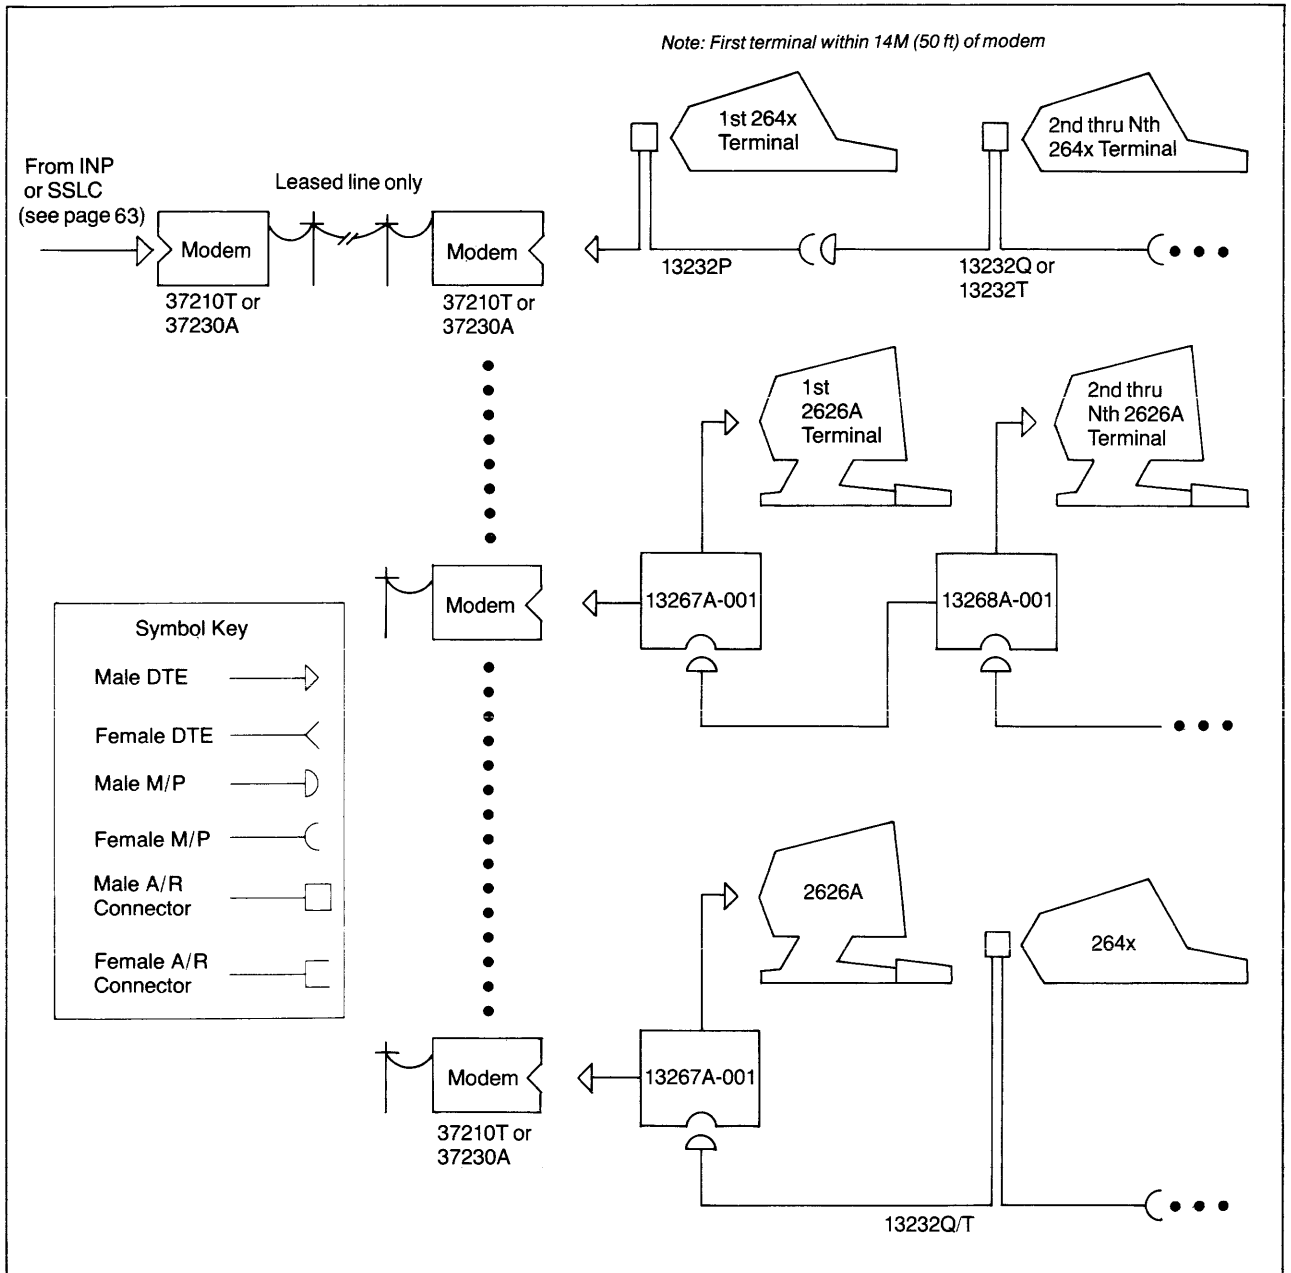 Note: First terminal within 14M (50 ft) of modem
1st 264x
Terminal
2nd thru Nth
264x Terminal
From INP
or SSLC
(see page 63)
Leased line only
Modem
Modem
13232P
13232Q or
13232T
37210T or
37230A
37210T or
37230A
1st
2626A
Terminal
2nd thru
Nth 2626A
Terminal
Modem
13267A-001
13268A-001
Symbol Key
Male DTE
Female DTE
Male M/P
Female M/P
Male A/R
Connector
Female A/R
Connector
2626A
264x
Modem
13267A-001
37210T or
37230A
13232Q/T